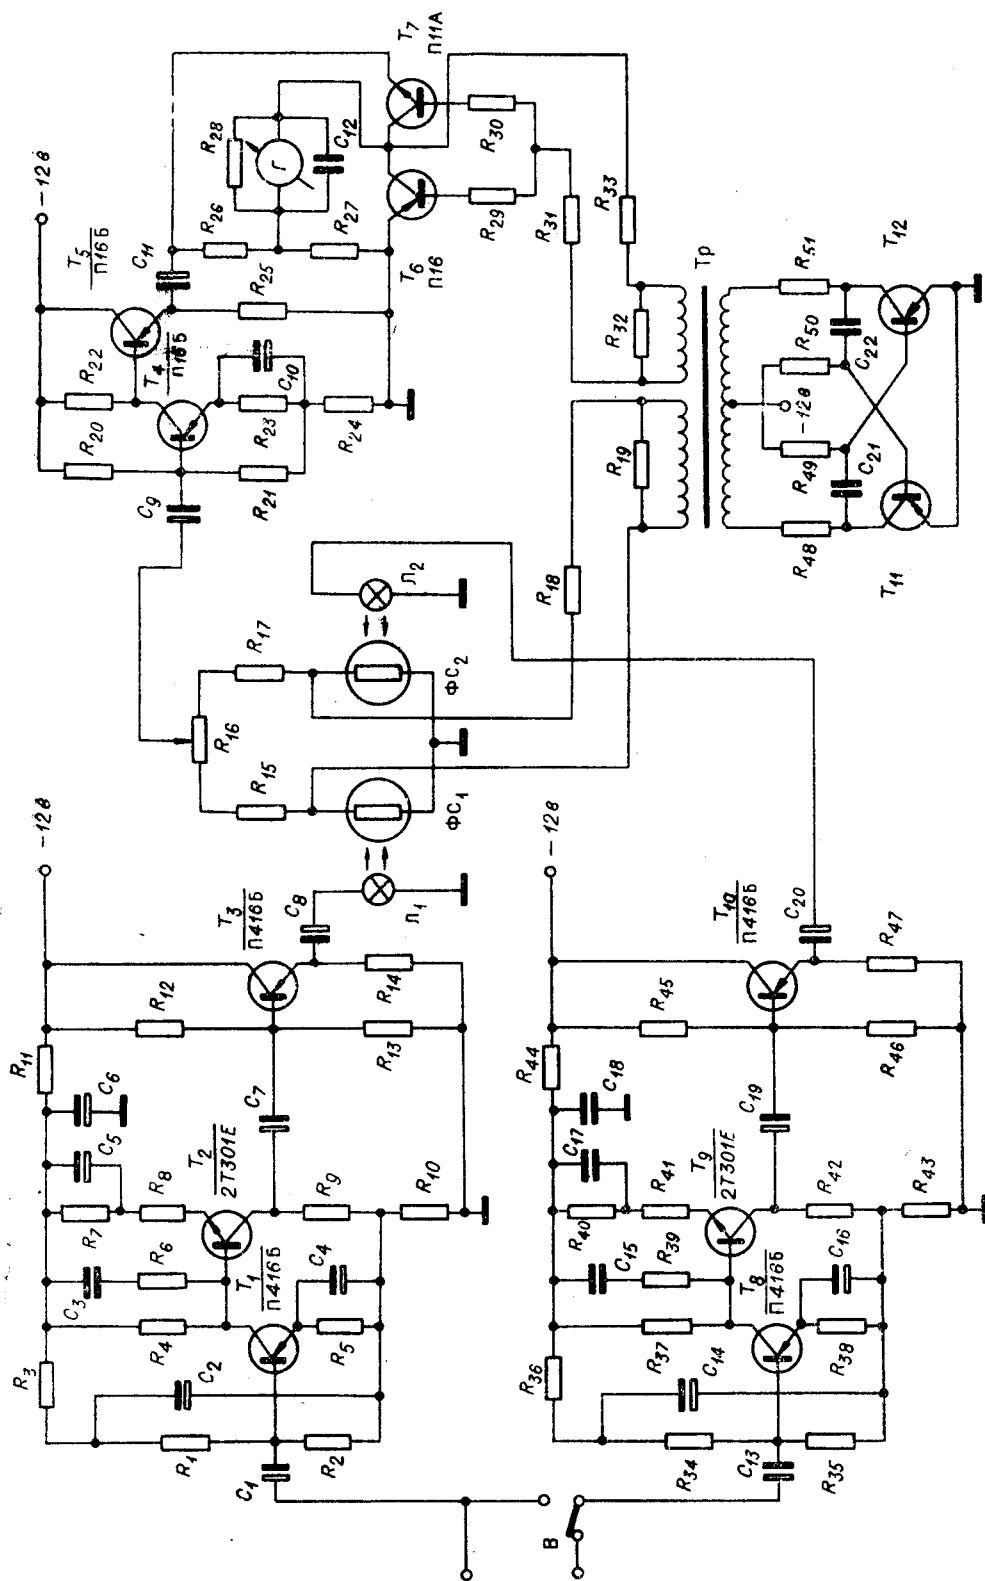 R3
R11
−12в
R1
C2
R4
C3
R6
R7
R8
C5
C6
R12
T3
П416Б
C8
T1
П416Б
T2
2Т301Е
C7
C1
R2
R5
C4
R9
R10
R13
R14
Л1
ФС1
R15
R16
R17
ФС2
Л2
C9
R20
R22
T4
П16Б
T5
П16Б
−12в
C11
R21
R23
C10
R24
R25
R26
R27
R28
Г
C12
T6
П16
T7
П11А
R29
R30
R31
R33
R18
R19
R32
Тр
R48
R49
−12в
R50
R51
C21
C22
T11
T12
В
R36
R44
−12в
R34
C14
R37
C15
R39
R40
R41
C17
C18
R45
T10
П416Б
C20
T8
П416Б
T9
2Т301Е
C19
C13
R35
R38
C16
R42
R43
R46
R47